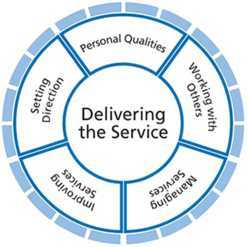 Personal Qualities
Working with
Others
Managing
Services
Improving
Services
Setting
Direction
Delivering
the Service